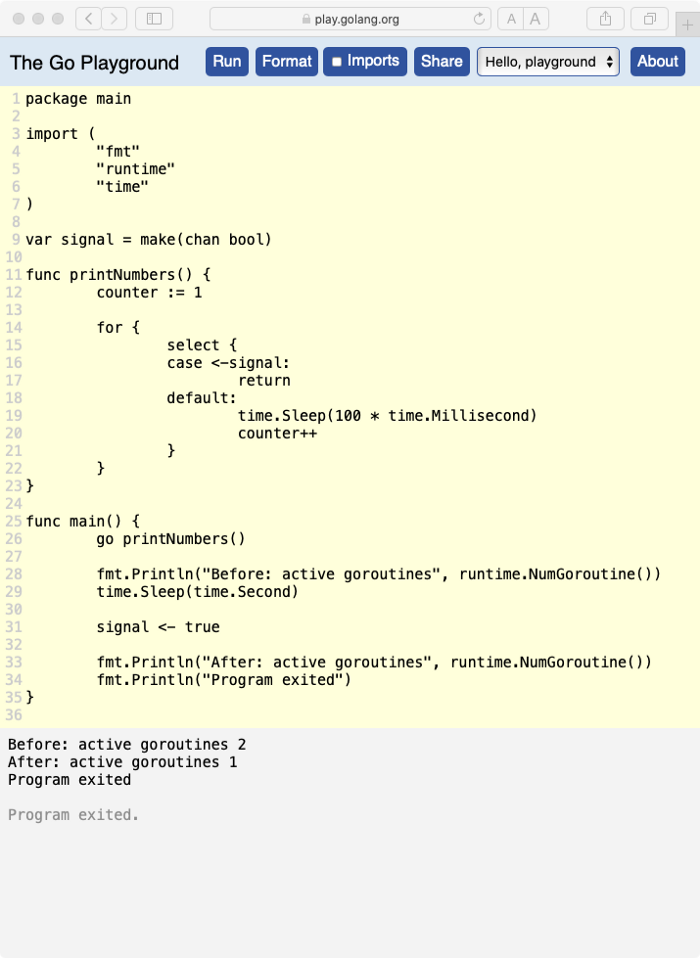 play.golang.org
A A
The Go Playground Run Format Imports Share Hello, playground About
1 package main
2
3 import (
4 "fmt"
5 "runtime"
6 "time"
7 )
8
9 var signal = make(chan bool)
10
11 func printNumbers() {
12 counter := 1
13
14 for {
15 select {
16 case <-signal:
17 return
18 default:
19 time.Sleep(100 * time.Millisecond)
20 counter++
21 }
22 }
23 }
24
25 func main() {
26 go printNumbers()
27
28 fmt.Println("Before: active goroutines", runtime.NumGoroutine())
29 time.Sleep(time.Second)
30
31 signal <- true
32
33 fmt.Println("After: active goroutines", runtime.NumGoroutine())
34 fmt.Println("Program exited")
35 }
36
Before: active goroutines 2
After: active goroutines 1
Program exited
Program exited.